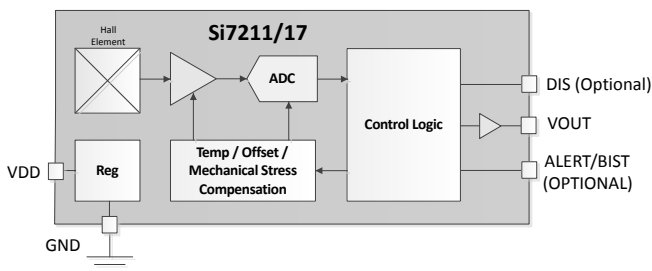 Si7211/17
Hall
Element
ADC
Control Logic
DIS (Optional)
VOUT
ALERT/BIST
(OPTIONAL)
VDD
Reg
Temp / Offset /
Mechanical Stress
Compensation
GND